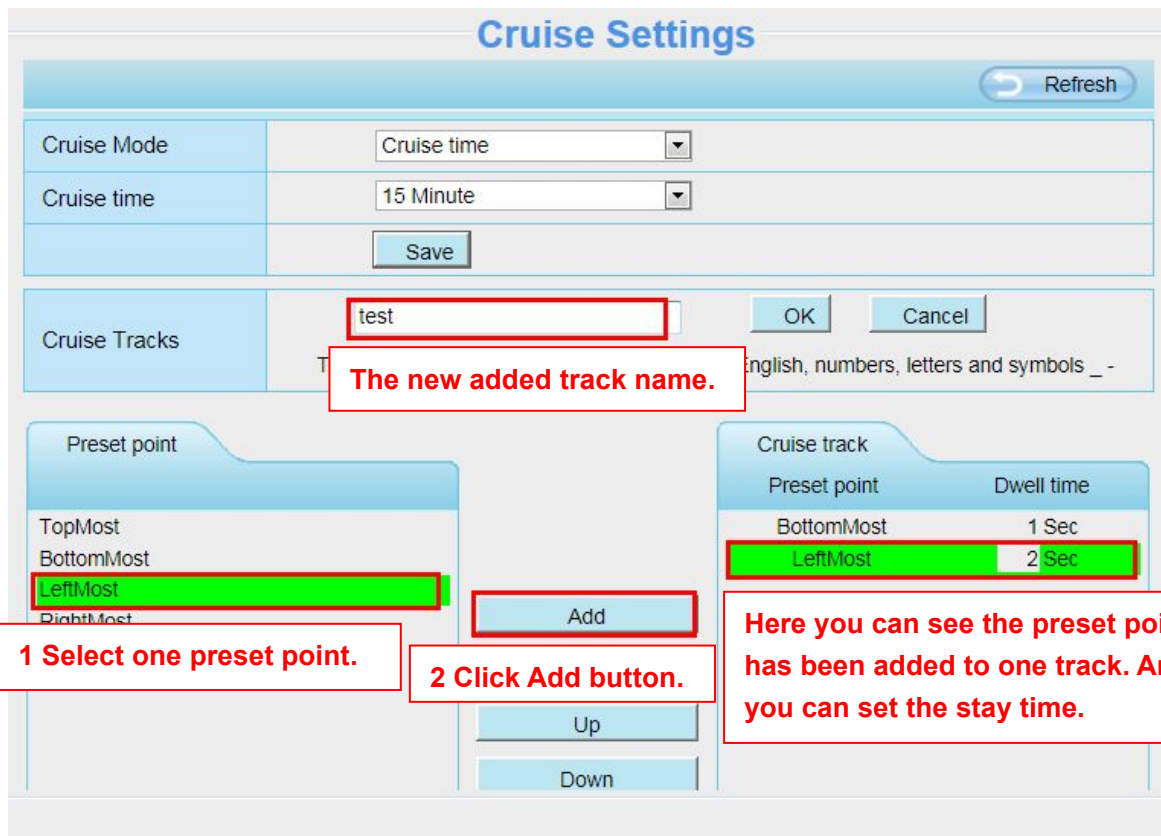 Cruise Settings
Refresh
Cruise Mode
Cruise time
Cruise time
15 Minute
Save
Cruise Tracks
test
OK
Cancel
English, numbers, letters and symbols _ -
The new added track name.
Preset point
TopMost
BottomMost
LeftMost
RightMost
1 Select one preset point.
Add
2 Click Add button.
Up
Down
Cruise track
Preset point Dwell time
BottomMost 1 Sec
LeftMost 2 Sec
Here you can see the preset
has been added to one track.
you can set the stay time.